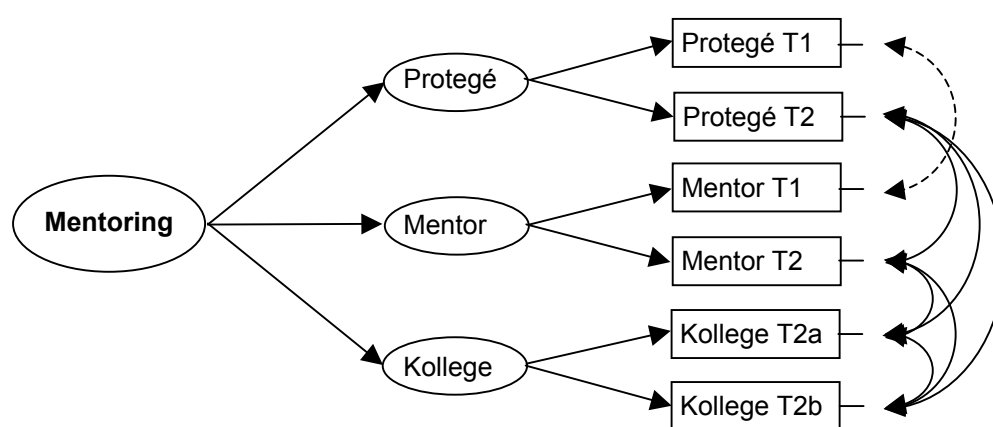 Protegé T1
Protegé
Protegé T2
Mentor T1
Mentoring
Mentor
Mentor T2
Kollege T2a
Kollege
Kollege T2b